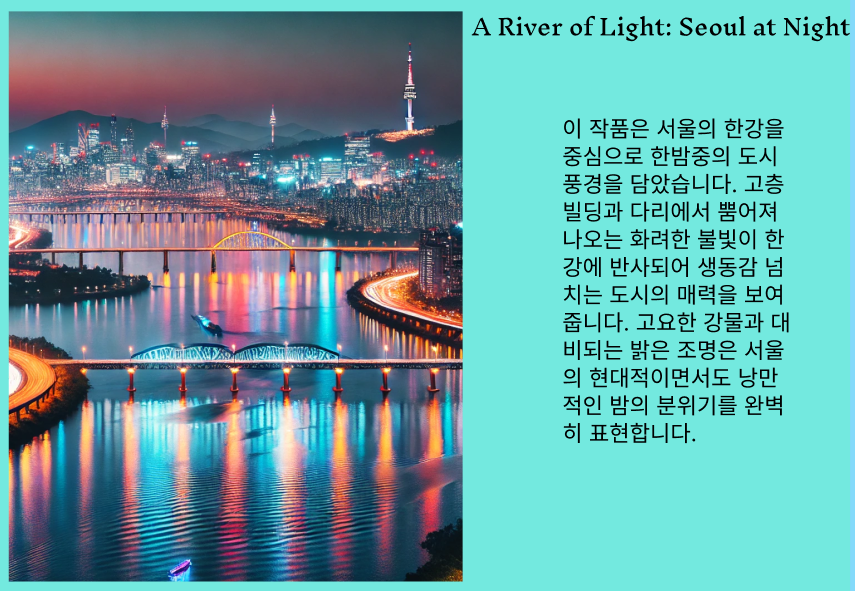 A River of Light: Seoul at Night
이 작품은 서울의 한강을
중심으로 한밤중의 도시
풍경을 담았습니다. 고층
빌딩과 다리에서 뿜어져
나오는 화려한 불빛이 한
강에 반사되어 생동감 넘
치는 도시의 매력을 보여
줍니다. 고요한 강물과 대
비되는 밝은 조명은 서울
의 현대적이면서도 낭만
적인 밤의 분위기를 완벽
히 표현합니다.